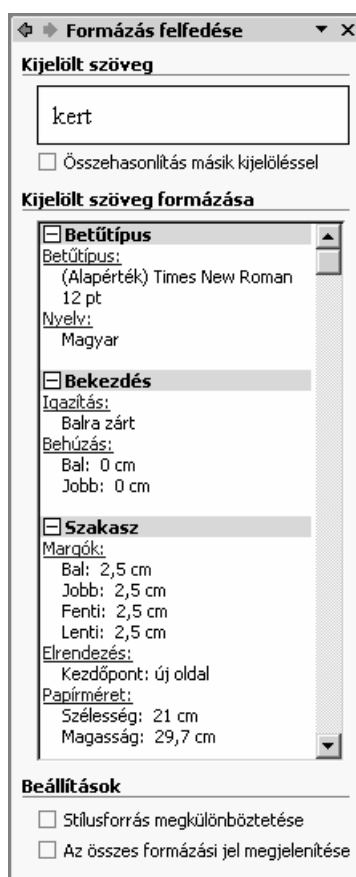 Formázás felfedése
Kijelölt szöveg
kert
Összehasonlítás másik kijelöléssel
Kijelölt szöveg formázása
Betűtípus
Betűtípus:
(Alapérték) Times New Roman
12 pt
Nyelv:
Magyar
Bekezdés
Igazítás:
Balra zárt
Behúzás:
Bal: 0 cm
Jobb: 0 cm
Szakasz
Margók:
Bal: 2,5 cm
Jobb: 2,5 cm
Fenti: 2,5 cm
Lenti: 2,5 cm
Elrendezés:
Kezdőpont: új oldal
Papírméret:
Szélesség: 21 cm
Magasság: 29,7 cm
Beállítások
Stílusforrás megkülönböztetése
Az összes formázási jel megjelenítése